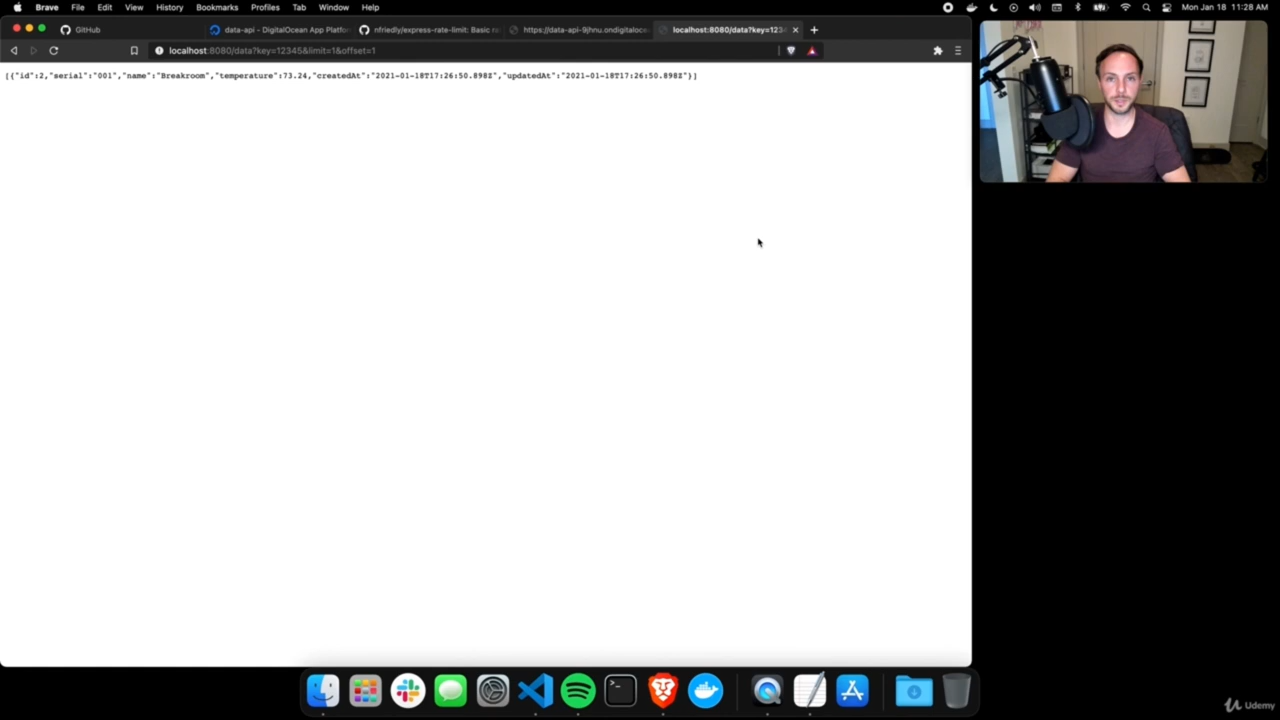 Brave File Edit View History Bookmarks Profiles Tab Window Help Mon Jan 18 11:28 AM
GitHub data-api - DigitalOcean App Platfor nfriedly/express-rate-limit: Basic ra https://data-api-9jhnu.ondigitaloce localhost:8080/data?key=123
localhost:8080/data?key=12345&limit=1&offset=1
[{"id":2,"serial":"001","name":"Breakroom","temperature":73.24,"createdAt":"2021-01-18T17:26:50.898Z","updatedAt":"2021-01-18T17:26:50.898Z"}]
Udemy